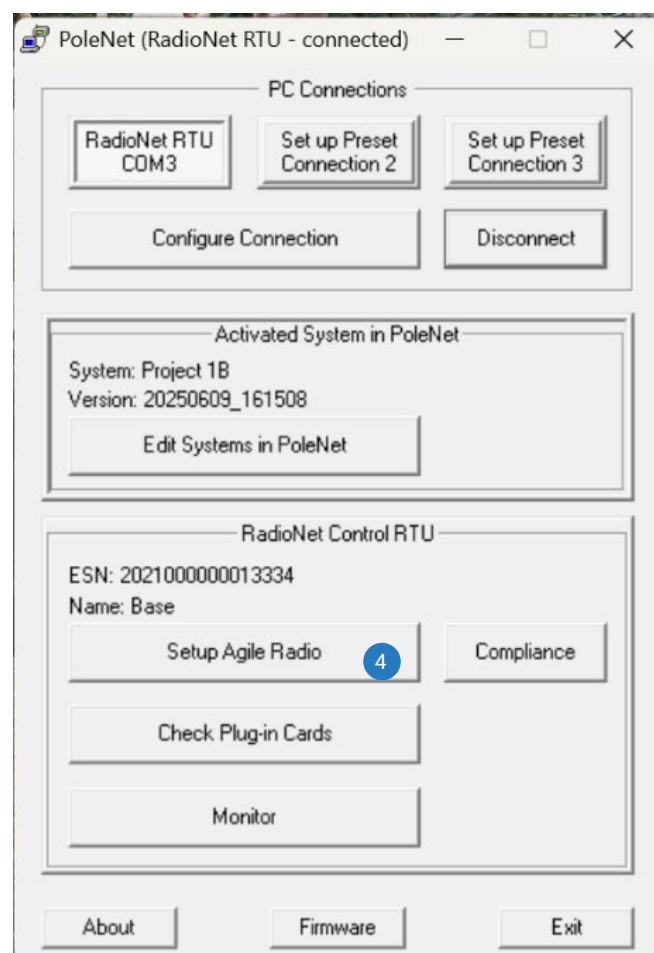 PoleNet (RadioNet RTU - connected)
PC Connections
RadioNet RTU
COM3
Set up Preset
Connection 2
Set up Preset
Connection 3
Configure Connection
Disconnect
Activated System in PoleNet
System: Project 1B
Version: 20250609_161508
Edit Systems in PoleNet
RadioNet Control RTU
ESN: 2021000000013334
Name: Base
Setup Agile Radio
4
Compliance
Check Plug-in Cards
Monitor
About
Firmware
Exit